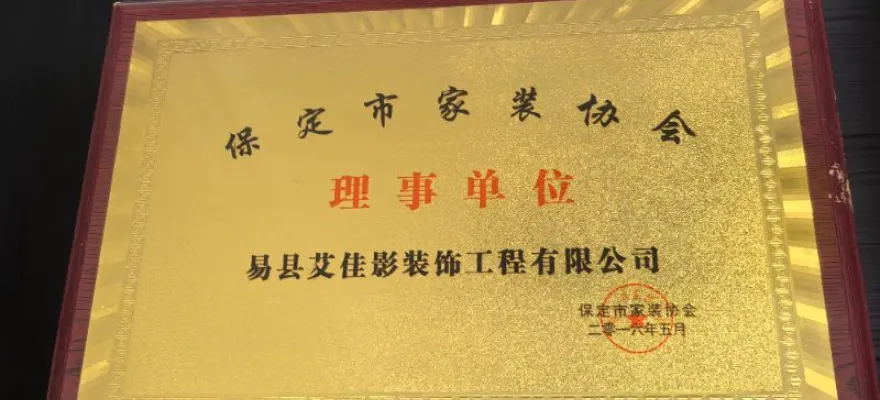 保定市家装协会
理事单位
易县艾佳影装饰工程有限公司
保定市家装协会
二零一六年五月